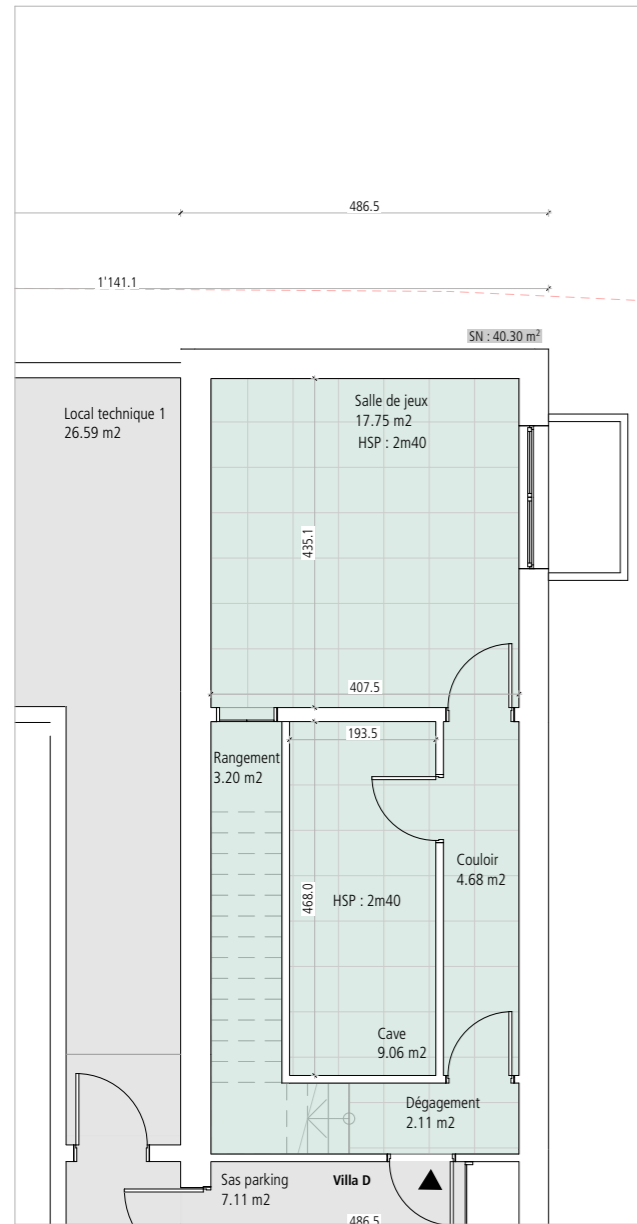 486.5
1'141.1
SN : 40.30 m²
Local technique 1
26.59 m2
Salle de jeux
17.75 m2
HSP : 2m40
435.1
407.5
193.5
Rangement
3.20 m2
Couloir
4.68 m2
468.0
HSP : 2m40
Cave
9.06 m2
Dégagement
2.11 m2
Sas parking
7.11 m2
Villa D
486.5